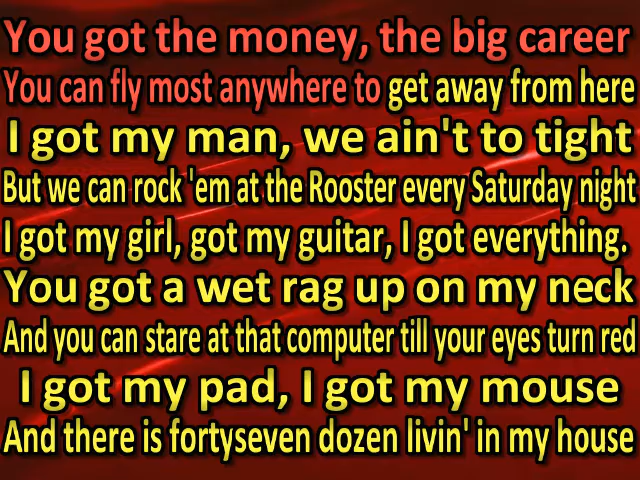 You got the money, the big career
You can fly most anywhere to get away from here
I got my man, we ain't to tight
But we can rock 'em at the Rooster every Saturday night
I got my girl, got my guitar, I got everything.
You got a wet rag up on my neck
And you can stare at that computer till your eyes turn red
I got my pad, I got my mouse
And there is fortyseven dozen livin' in my house